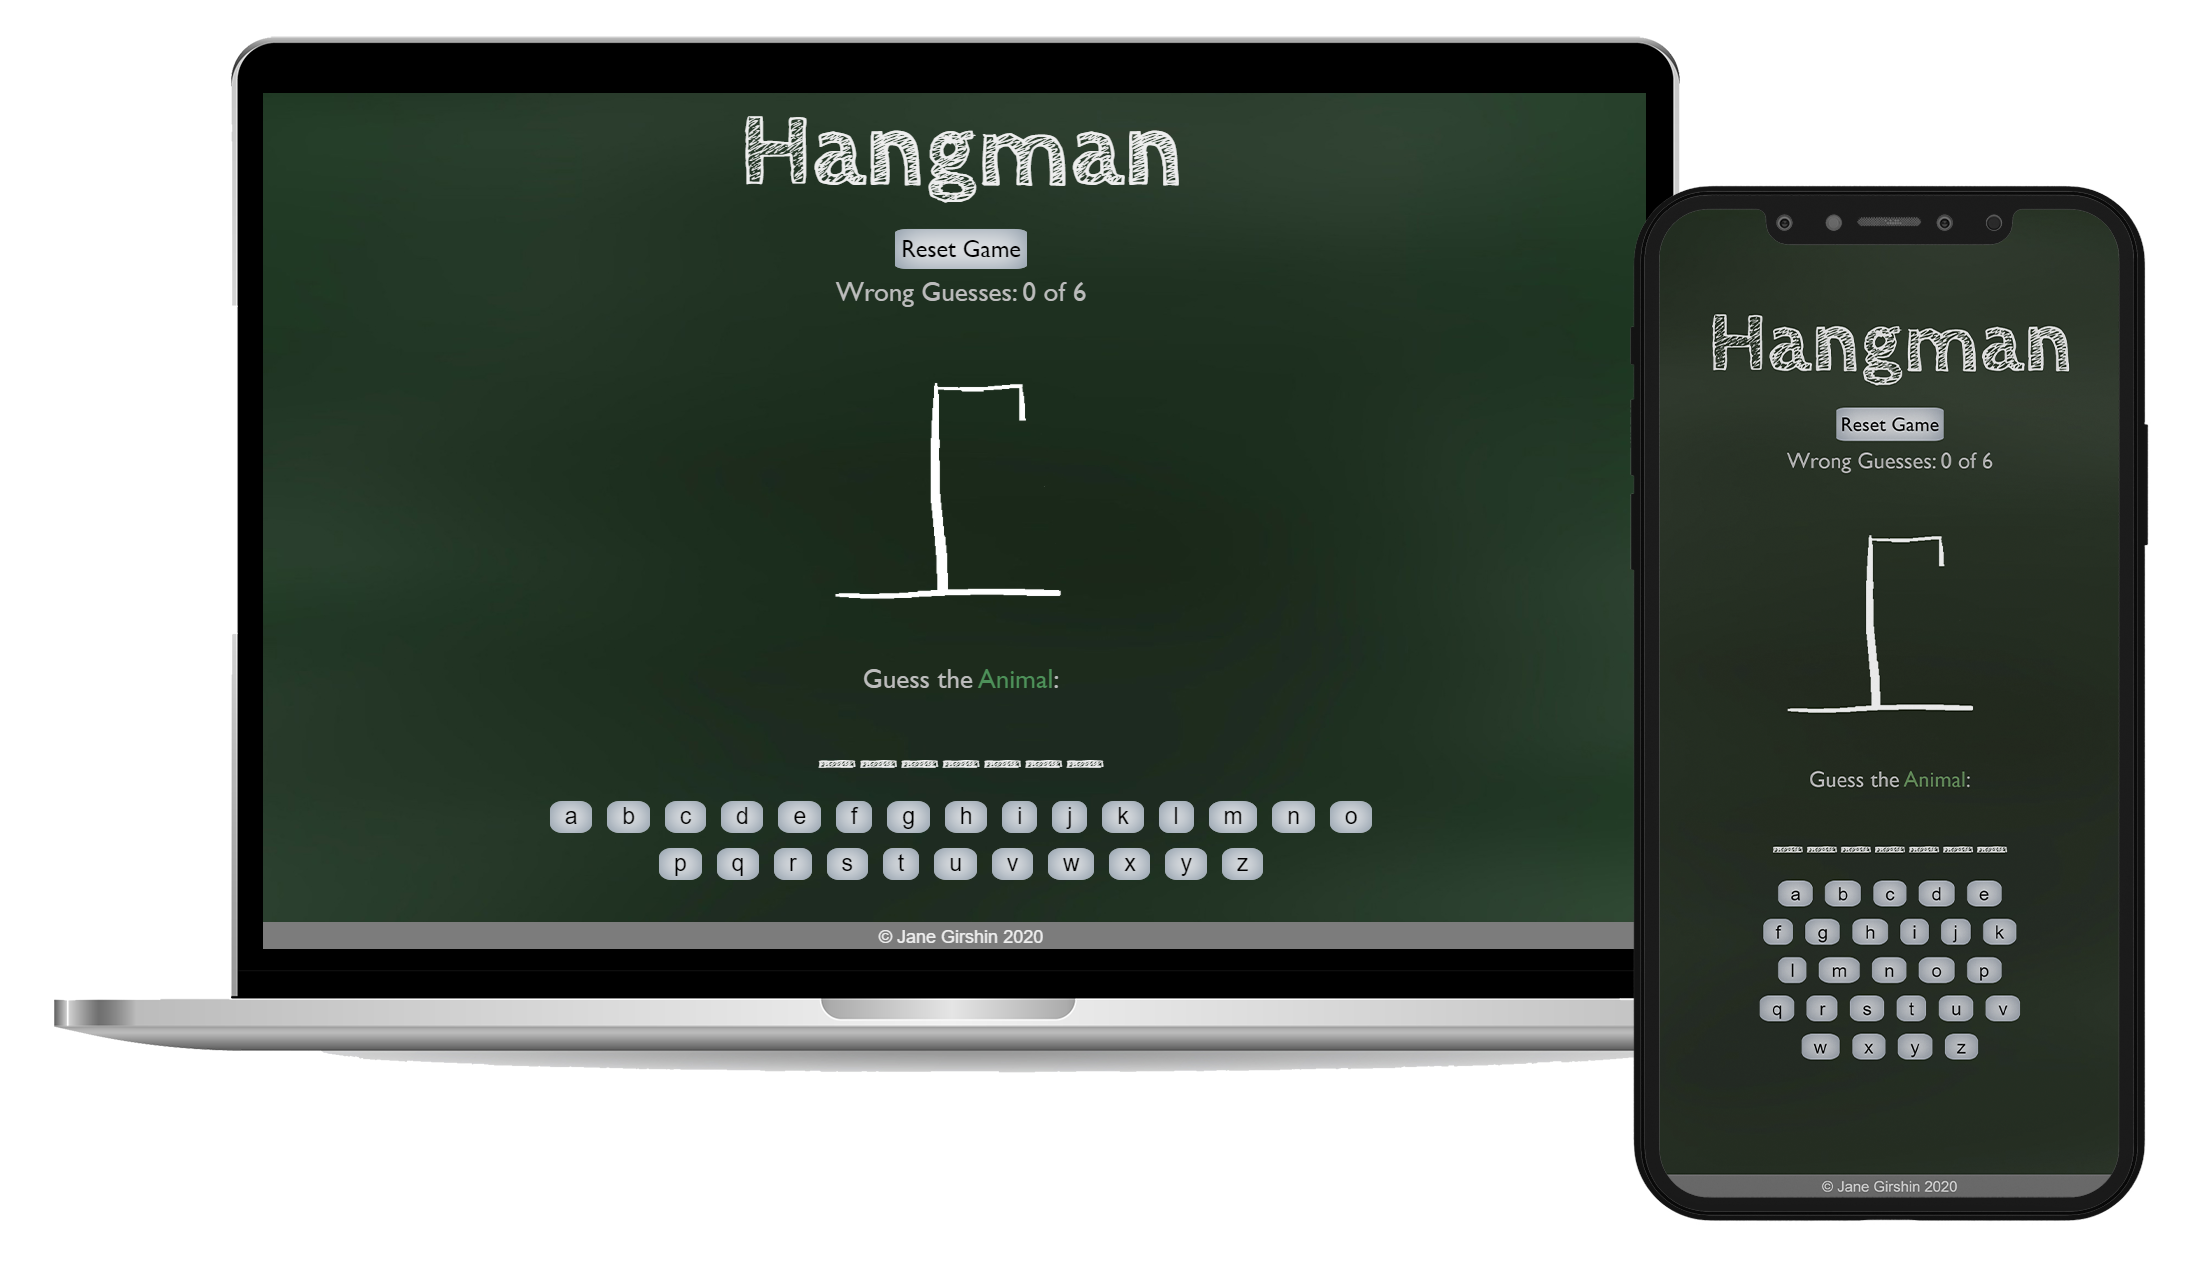 Hangman
Reset Game
Wrong Guesses: 0 of 6
Guess the Animal:
_ _ _ _ _ _ _
a b c d e f g h i j k l m n o
p q r s t u v w x y z
© Jane Girshin 2020
Hangman
Reset Game
Wrong Guesses: 0 of 6
Guess the Animal:
_ _ _ _ _ _ _
a b c d e
f g h i j k
l m n o p
q r s t u v
w x y z
© Jane Girshin 2020